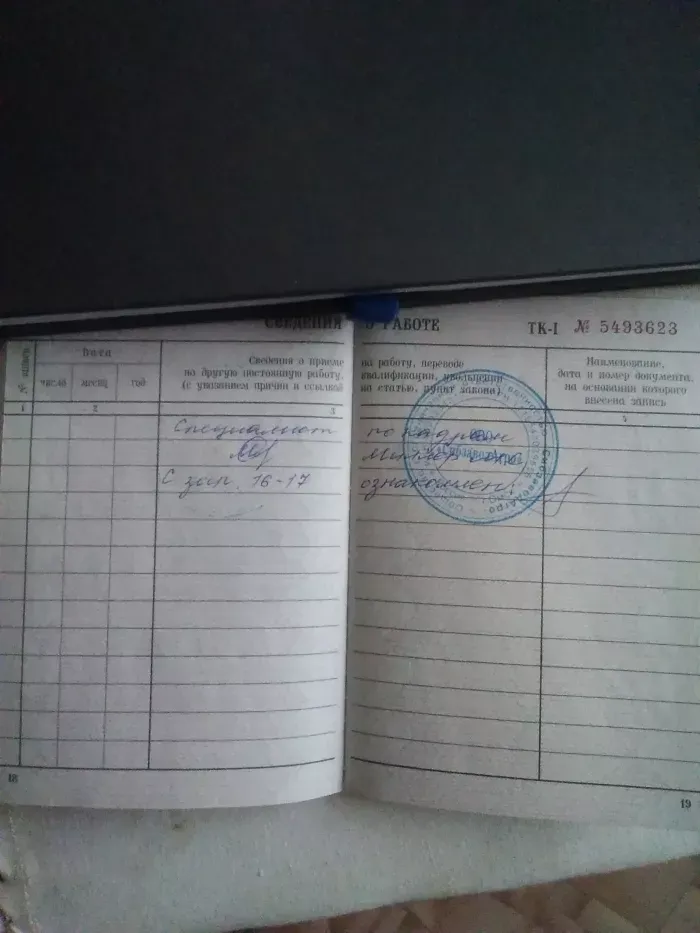 СВЕДЕНИЯ О РАБОТЕ ТК-I № 5493623
№ записи
Дата
число месяц год
Сведения о приеме на работу, переводе
на другую постоянную работу, квалификации, увольнении
(с указанием причин и ссылкой на статью, пункт закона)
Наименование,
дата и номер документа,
на основании которого
внесена запись
1 2 3 4
Специалист по кадрам
Миллер
С зап. 16-17 ознакомлен
18
19